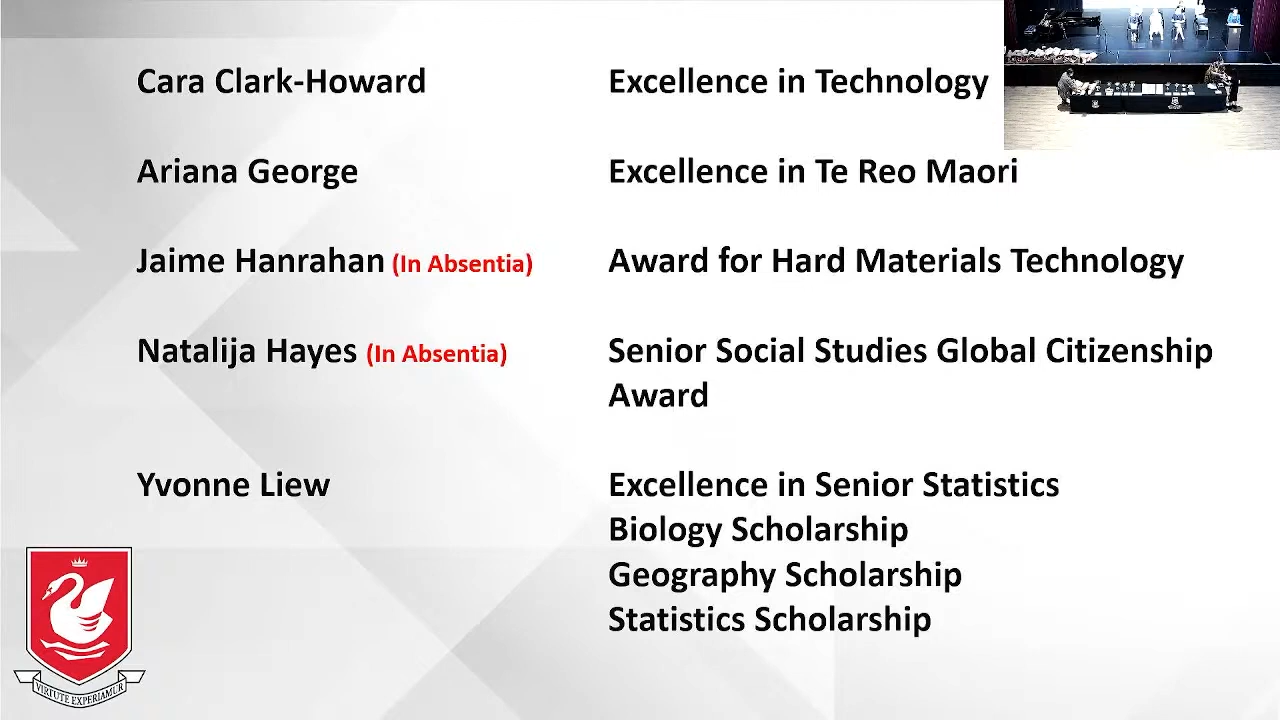 Cara Clark-Howard Excellence in Technology
Ariana George Excellence in Te Reo Maori
Jaime Hanrahan (In Absentia) Award for Hard Materials Technology
Natalija Hayes (In Absentia) Senior Social Studies Global Citizenship
Award
Yvonne Liew Excellence in Senior Statistics
Biology Scholarship
Geography Scholarship
Statistics Scholarship
VIRTUTE EXPERIAMUR